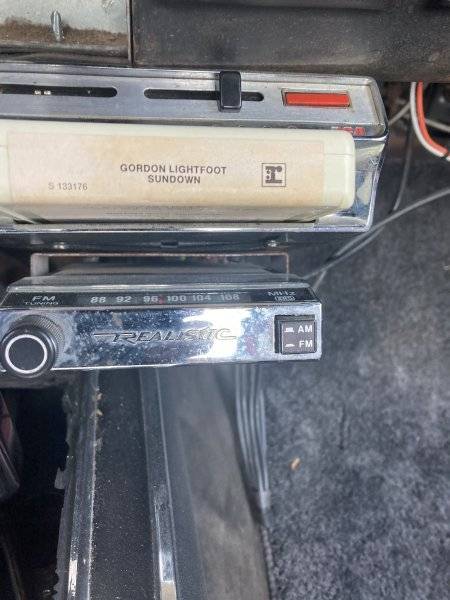 GORDON LIGHTFOOT
SUNDOWN
S 133176
r
FM 88 92 96 100 104 108 MHz
TUNING
REALISTIC
AM
FM